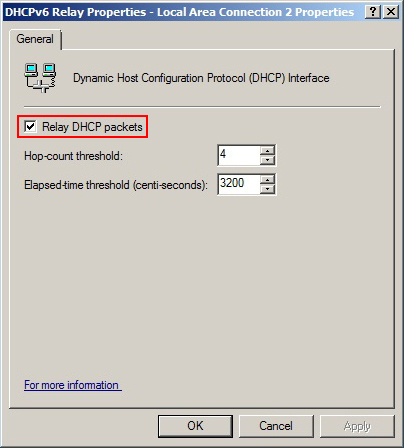 DHCPv6 Relay Properties - Local Area Connection 2 Properties
General
Dynamic Host Configuration Protocol (DHCP) Interface
Relay DHCP packets
Hop-count threshold: 4
Elapsed-time threshold (centi-seconds): 3200
For more information
OK Cancel Apply